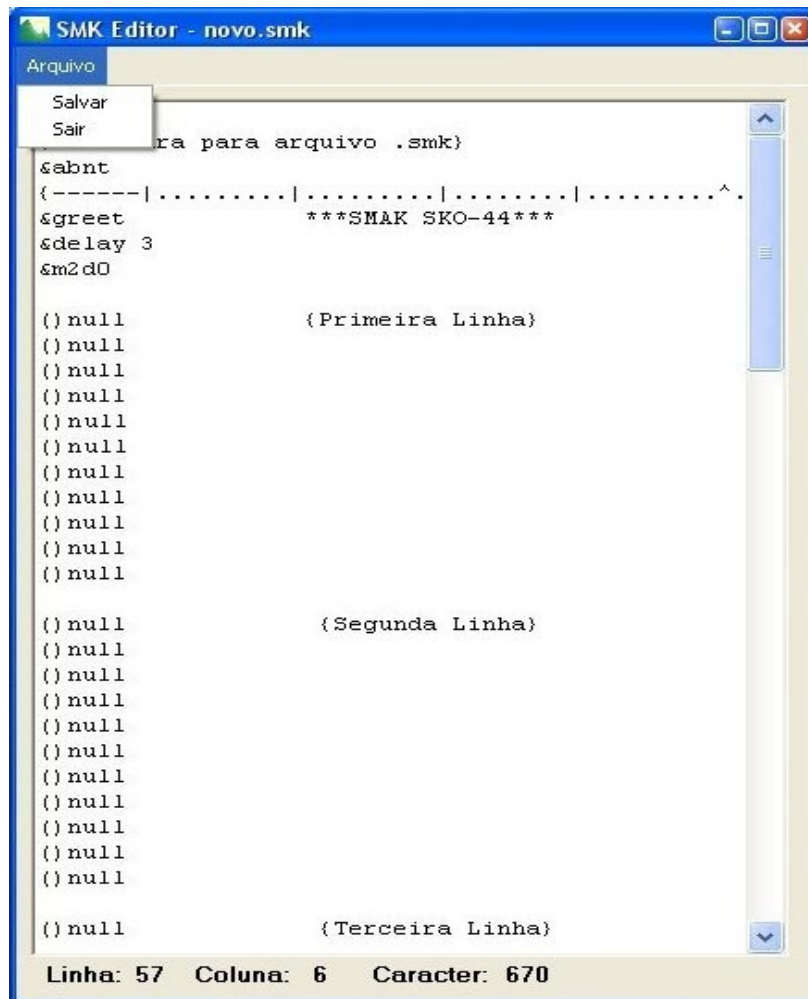 SMK Editor - novo.smk
Arquivo
Salvar
Sair
para arquivo .smk}
&abnt
{------|.........|.........|........|.........^.
&greet ***SMAK SKO-44***
&delay 3
&m2d0
()null {Primeira Linha}
()null
()null
()null
()null
()null
()null
()null
()null
()null
()null
()null {Segunda Linha}
()null
()null
()null
()null
()null
()null
()null
()null
()null
()null
()null {Terceira Linha}
Linha: 57 Coluna: 6 Caracter: 670